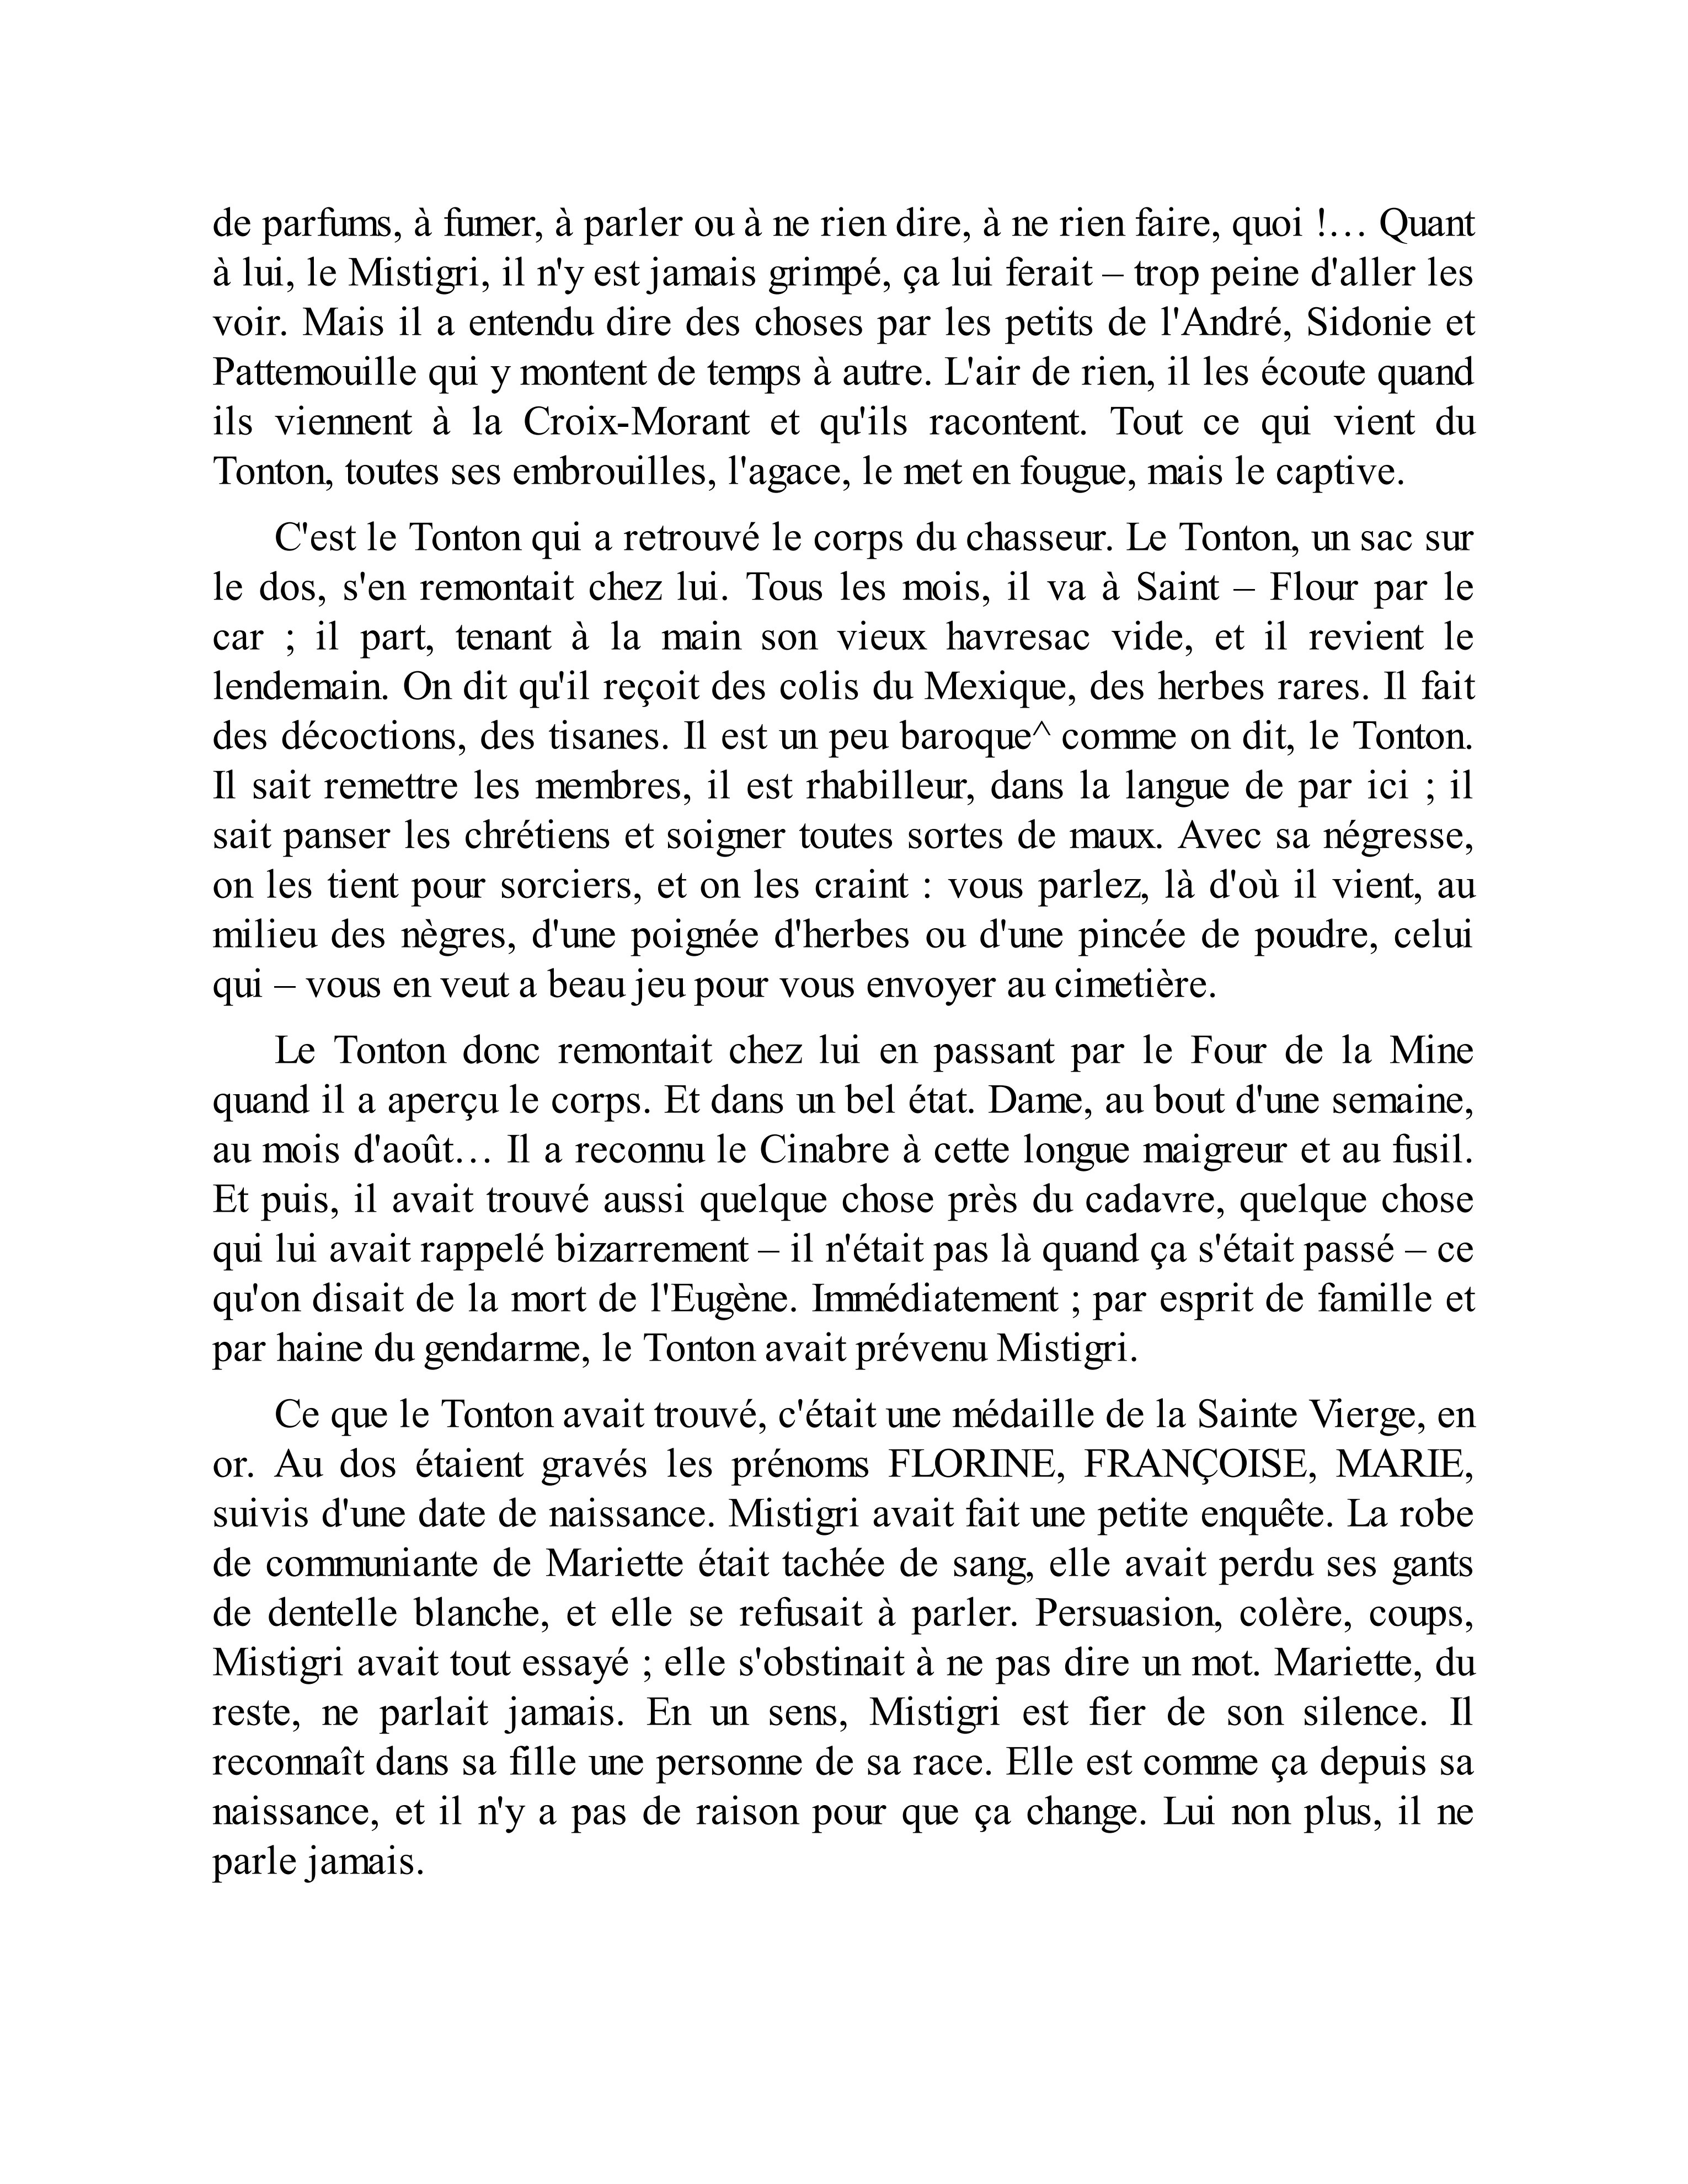 de parfums, à fumer, à parler ou à ne rien dire, à ne rien faire, quoi !… Quant
à lui, le Mistigri, il n'y est jamais grimpé, ça lui ferait – trop peine d'aller les
voir. Mais il a entendu dire des choses par les petits de l'André, Sidonie et
Pattemouille qui y montent de temps à autre. L'air de rien, il les écoute quand
ils viennent à la Croix-Morant et qu'ils racontent. Tout ce qui vient du
Tonton, toutes ses embrouilles, l'agace, le met en fougue, mais le captive.
C'est le Tonton qui a retrouvé le corps du chasseur. Le Tonton, un sac sur
le dos, s'en remontait chez lui. Tous les mois, il va à Saint – Flour par le
car ; il part, tenant à la main son vieux havresac vide, et il revient le
lendemain. On dit qu'il reçoit des colis du Mexique, des herbes rares. Il fait
des décoctions, des tisanes. Il est un peu baroque^ comme on dit, le Tonton.
Il sait remettre les membres, il est rhabilleur, dans la langue de par ici ; il
sait panser les chrétiens et soigner toutes sortes de maux. Avec sa négresse,
on les tient pour sorciers, et on les craint : vous parlez, là d'où il vient, au
milieu des nègres, d'une poignée d'herbes ou d'une pincée de poudre, celui
qui – vous en veut a beau jeu pour vous envoyer au cimetière.
Le Tonton donc remontait chez lui en passant par le Four de la Mine
quand il a aperçu le corps. Et dans un bel état. Dame, au bout d'une semaine,
au mois d'août… Il a reconnu le Cinabre à cette longue maigreur et au fusil.
Et puis, il avait trouvé aussi quelque chose près du cadavre, quelque chose
qui lui avait rappelé bizarrement – il n'était pas là quand ça s'était passé – ce
qu'on disait de la mort de l'Eugène. Immédiatement ; par esprit de famille et
par haine du gendarme, le Tonton avait prévenu Mistigri.
Ce que le Tonton avait trouvé, c'était une médaille de la Sainte Vierge, en
or. Au dos étaient gravés les prénoms FLORINE, FRANÇOISE, MARIE,
suivis d'une date de naissance. Mistigri avait fait une petite enquête. La robe
de communiante de Mariette était tachée de sang, elle avait perdu ses gants
de dentelle blanche, et elle se refusait à parler. Persuasion, colère, coups,
Mistigri avait tout essayé ; elle s'obstinait à ne pas dire un mot. Mariette, du
reste, ne parlait jamais. En un sens, Mistigri est fier de son silence. Il
reconnaît dans sa fille une personne de sa race. Elle est comme ça depuis sa
naissance, et il n'y a pas de raison pour que ça change. Lui non plus, il ne
parle jamais.